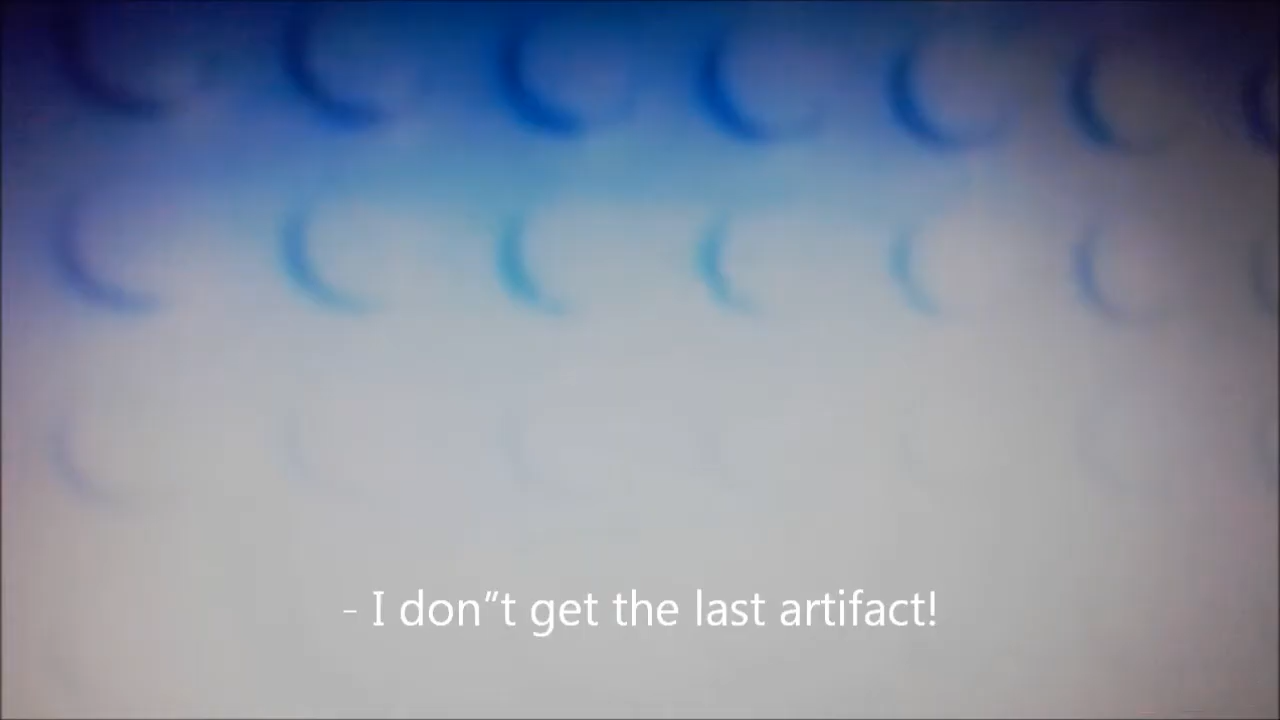 - I don”t get the last artifact!